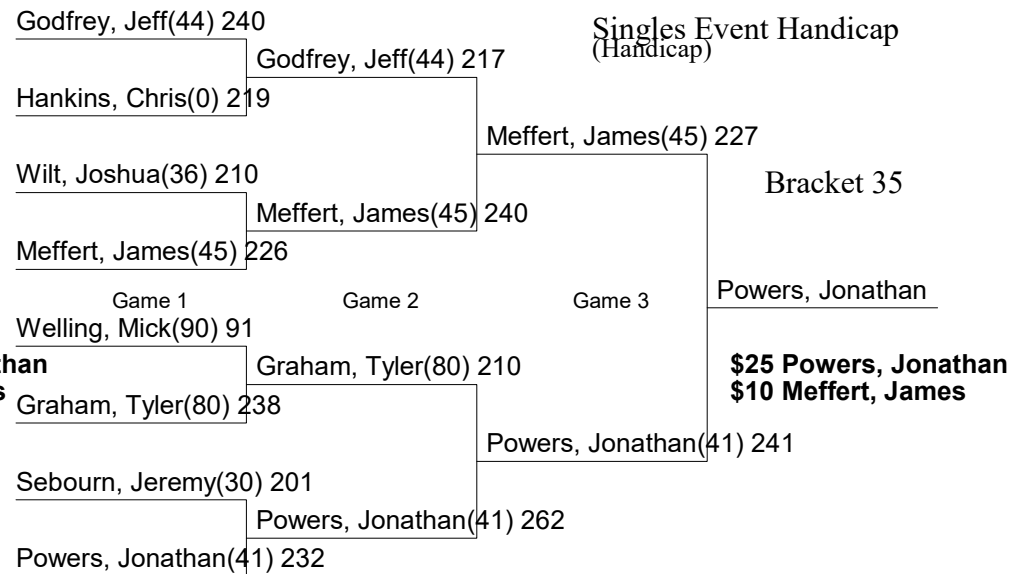 Godfrey, Jeff(44) 240
Singles Event Handicap
(Handicap)
Godfrey, Jeff(44) 217
Hankins, Chris(0) 219
Meffert, James(45) 227
Wilt, Joshua(36) 210
Bracket 35
Meffert, James(45) 240
Meffert, James(45) 226
Game 1
Game 2
Game 3
Powers, Jonathan
Welling, Mick(90) 91
Graham, Tyler(80) 210
$25 Powers, Jonathan
$10 Meffert, James
Graham, Tyler(80) 238
Powers, Jonathan(41) 241
Sebourn, Jeremy(30) 201
Powers, Jonathan(41) 262
Powers, Jonathan(41) 232